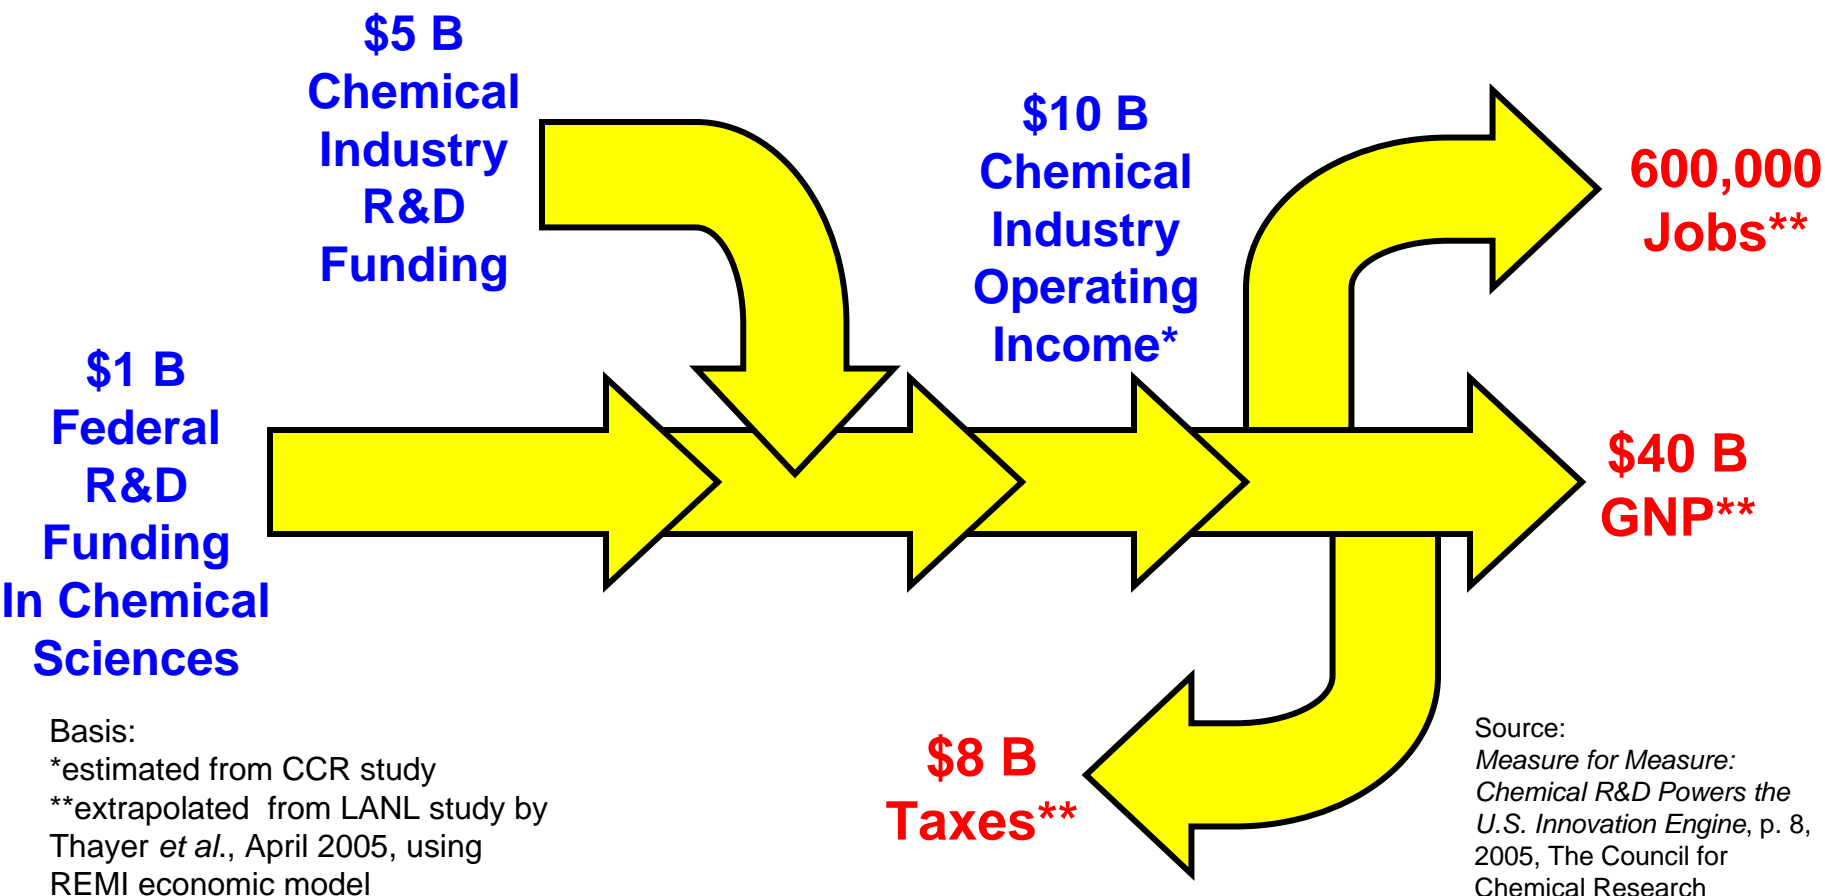 $5 B
Chemical
Industry
R&D
Funding
$10 B
Chemical
Industry
Operating
Income*
600,000
Jobs**
$1 B
Federal
R&D
Funding
In Chemical
Sciences
$40 B
GNP**
$8 B
Taxes**
Basis:
*estimated from CCR study
**extrapolated from LANL study by
Thayer et al., April 2005, using
REMI economic model
Source:
Measure for Measure:
Chemical R&D Powers the
U.S. Innovation Engine, p. 8,
2005, The Council for
Chemical Research